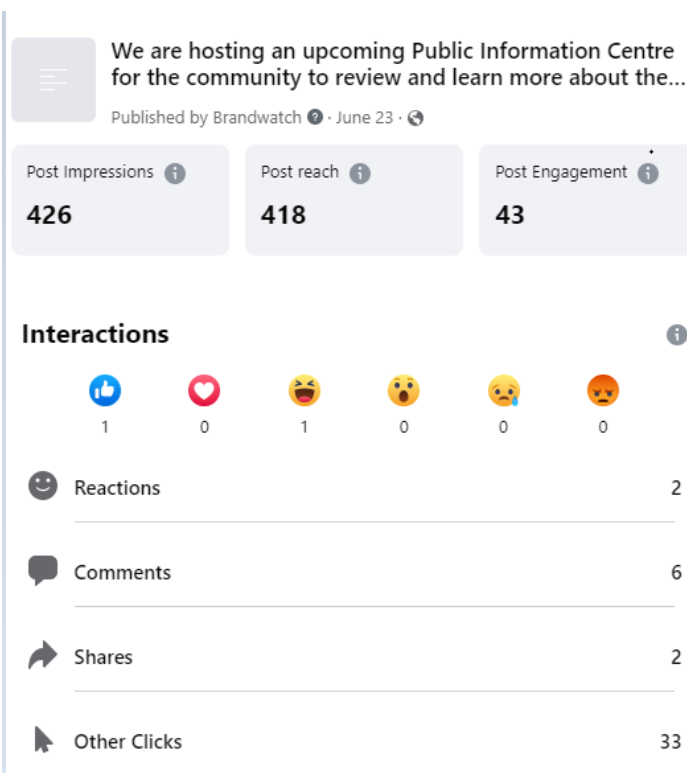 We are hosting an upcoming Public Information Centre
for the community to review and learn more about the...
Published by Brandwatch · June 23 ·
Post Impressions
426
Post reach
418
Post Engagement
43
Interactions
1 0 1 0 0 0
Reactions 2
Comments 6
Shares 2
Other Clicks 33